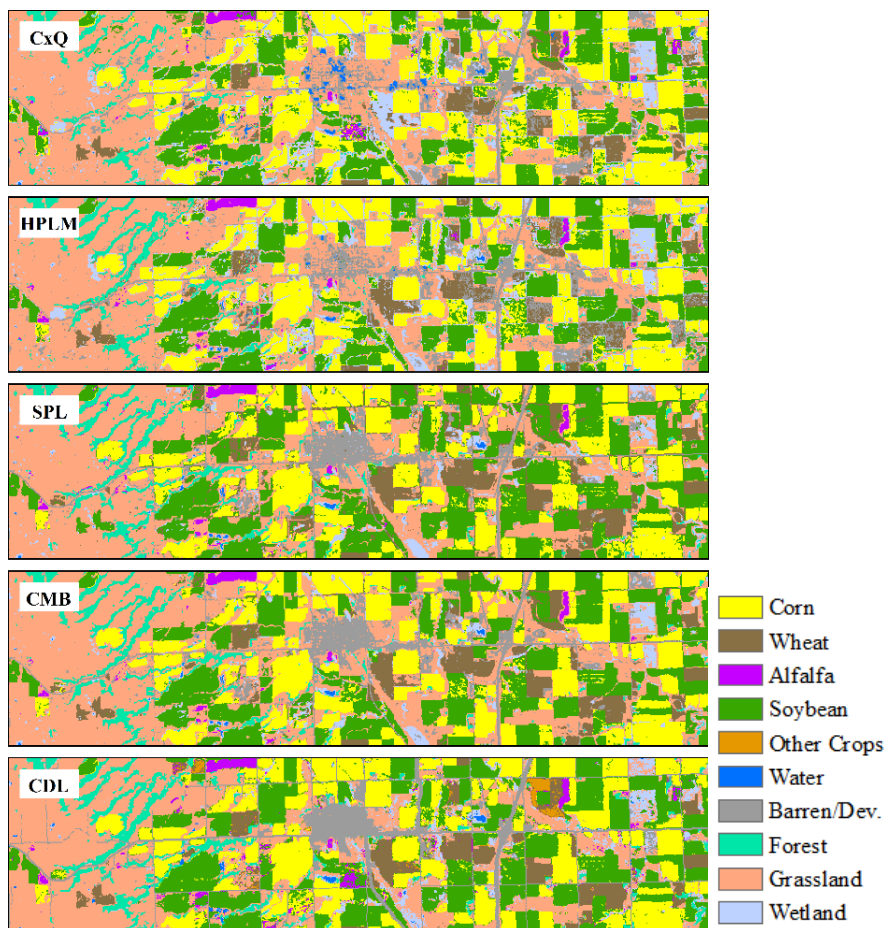 CxQ
HPLM
SPL
CMB
CDL
Corn
Wheat
Alfalfa
Soybean
Other Crops
Water
Barren/Dev.
Forest
Grassland
Wetland